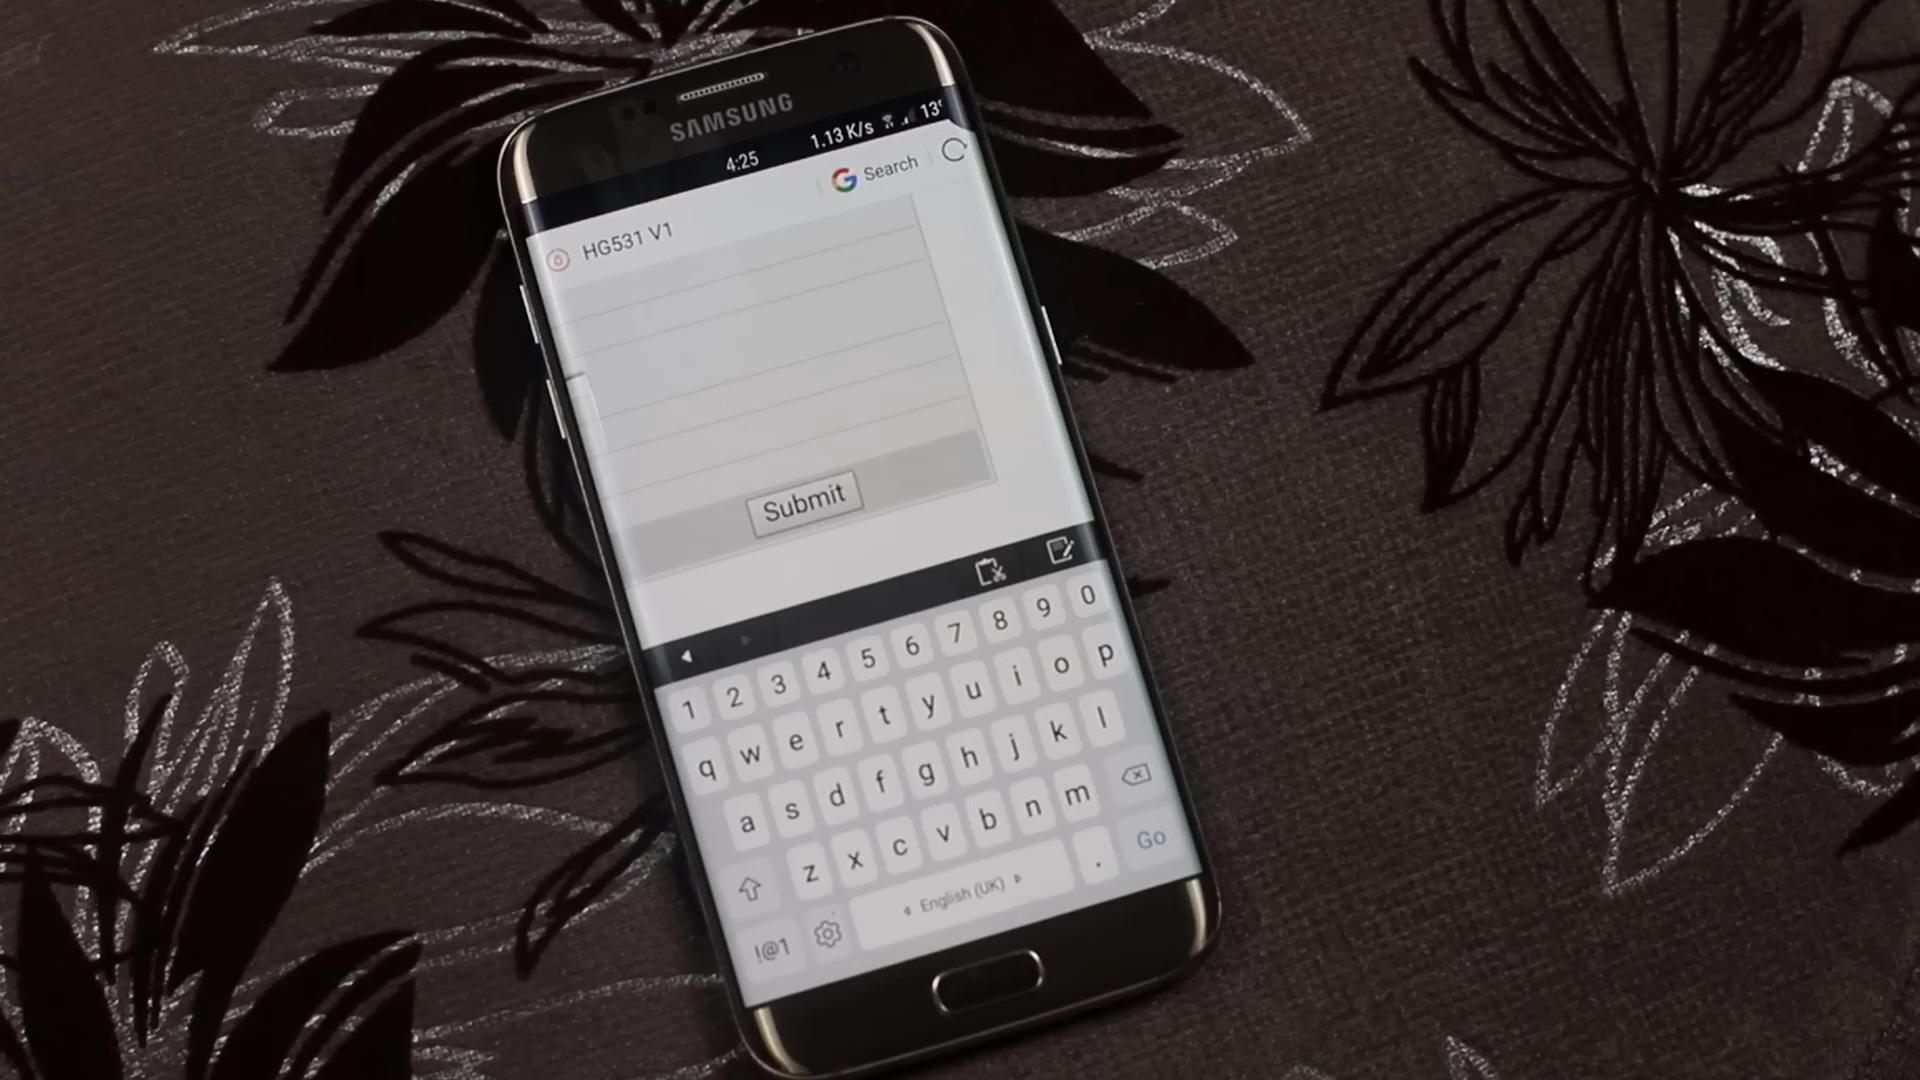 SAMSUNG
4:25 1.13 K/s 13
G Search
HG531 V1
Submit
1 2 3 4 5 6 7 8 9 0
q w e r t y u i o p
a s d f g h j k l
z x c v b n m
!@1 English (UK) . Go